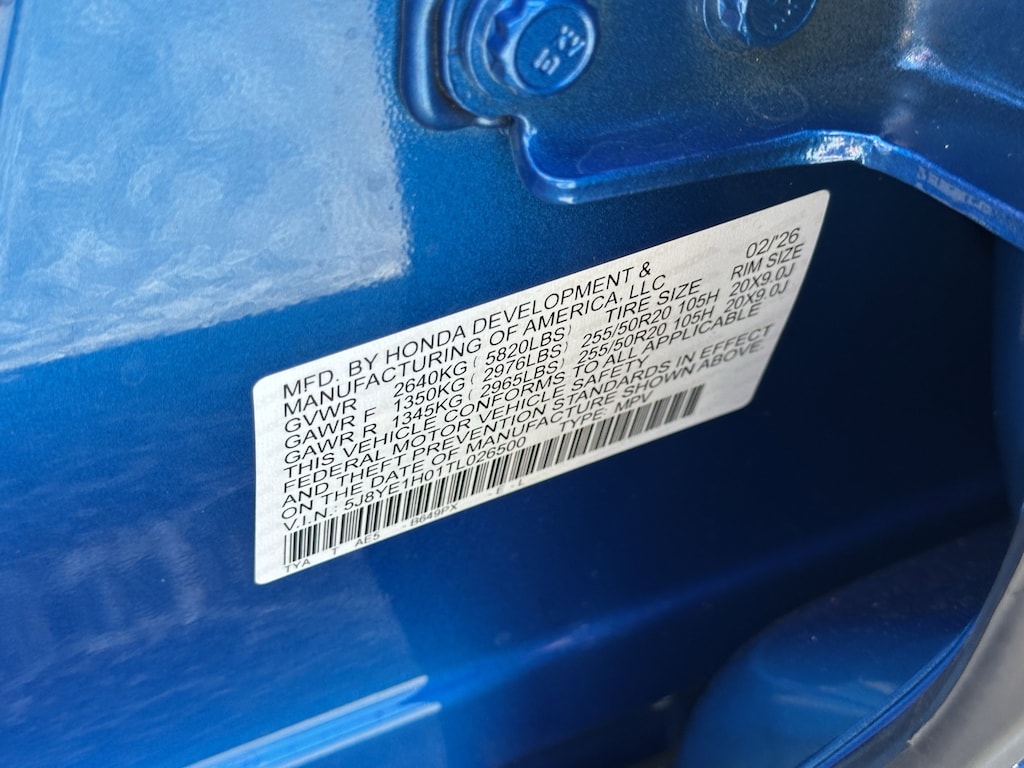 MFD. BY HONDA DEVELOPMENT & 02/'26
MANUFACTURING OF AMERICA, LLC RIM SIZE
GVWR 2640KG ( 5820LBS) TIRE SIZE 20X9.0J
GAWR F 1350KG ( 2976LBS) 255/50R20 105H 20X9.0J
GAWR R 1345KG ( 2965LBS) 255/50R20 105H
THIS VEHICLE CONFORMS TO ALL APPLICABLE
FEDERAL MOTOR VEHICLE SAFETY
AND THEFT PREVENTION STANDARDS IN EFFECT
ON THE DATE OF MANUFACTURE SHOWN ABOVE.
V.I.N.: 5J8YE1H01TL026500 TYPE: MPV
TYA T AE5 - B649PX - E - L